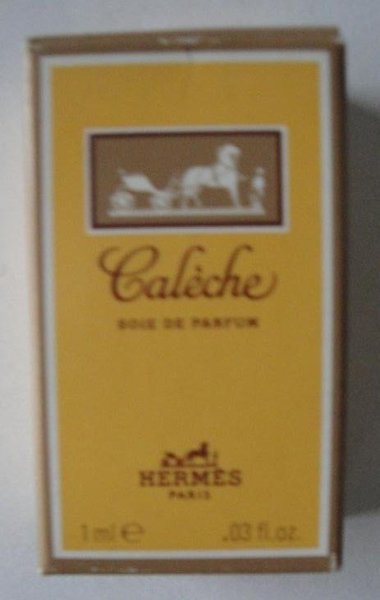 Calèche
SOIE DE PARFUM
HERMÈS
PARIS
1 ml ℮ .03 fl.oz.